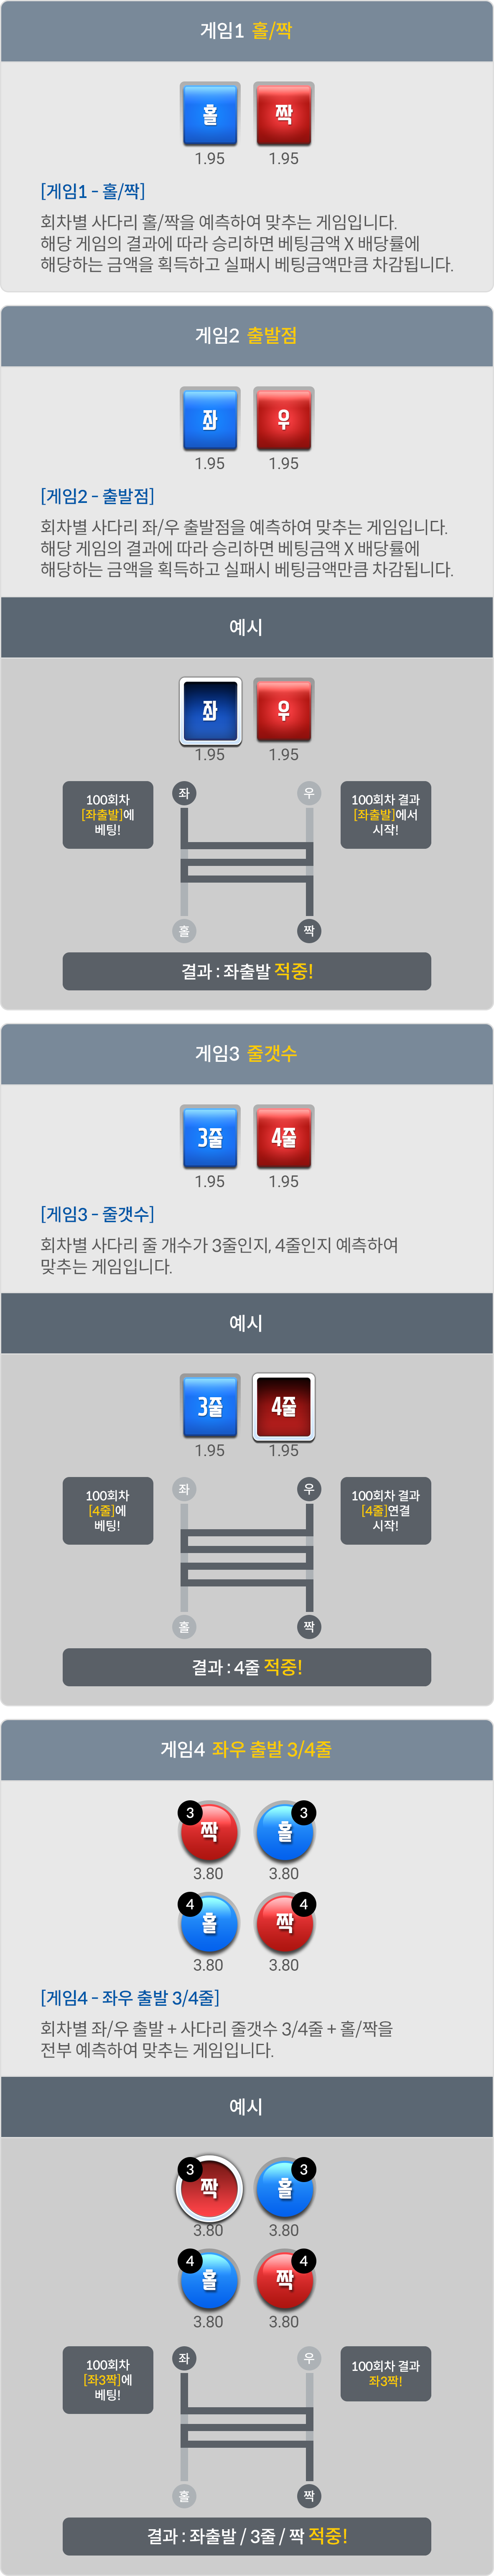 게임1 홀/짝
홀 짝
1.95 1.95
[게임1 - 홀/짝]
회차별 사다리 홀/짝을 예측하여 맞추는 게임입니다.
해당 게임의 결과에 따라 승리하면 베팅금액 X 배당률에
해당하는 금액을 획득하고 실패시 베팅금액만큼 차감됩니다.
게임2 출발점
좌 우
1.95 1.95
[게임2 - 출발점]
회차별 사다리 좌/우 출발점을 예측하여 맞추는 게임입니다.
해당 게임의 결과에 따라 승리하면 베팅금액 X 배당률에
해당하는 금액을 획득하고 실패시 베팅금액만큼 차감됩니다.
예시
좌 우
1.95 1.95
100회차
[좌출발]에
베팅!
좌 우
100회차 결과
[좌출발]에서
시작!
홀 짝
결과 : 좌출발 적중!
게임3 줄갯수
3줄 4줄
1.95 1.95
[게임3 - 줄갯수]
회차별 사다리 줄 개수가 3줄인지, 4줄인지 예측하여
맞추는 게임입니다.
예시
3줄 4줄
1.95 1.95
100회차
[4줄]에
베팅!
좌 우
100회차 결과
[4줄]연결
시작!
홀 짝
결과 : 4줄 적중!
게임4 좌우 출발 3/4줄
3 짝 홀 3
3.80 3.80
4 홀 짝 4
3.80 3.80
[게임4 - 좌우 출발 3/4줄]
회차별 좌/우 출발 + 사다리 줄갯수 3/4줄 + 홀/짝을
전부 예측하여 맞추는 게임입니다.
예시
3 짝 홀 3
3.80 3.80
4 홀 짝 4
3.80 3.80
100회차
[좌3짝]에
베팅!
좌 우
100회차 결과
좌3짝!
홀 짝
결과 : 좌출발 / 3줄 / 짝 적중!